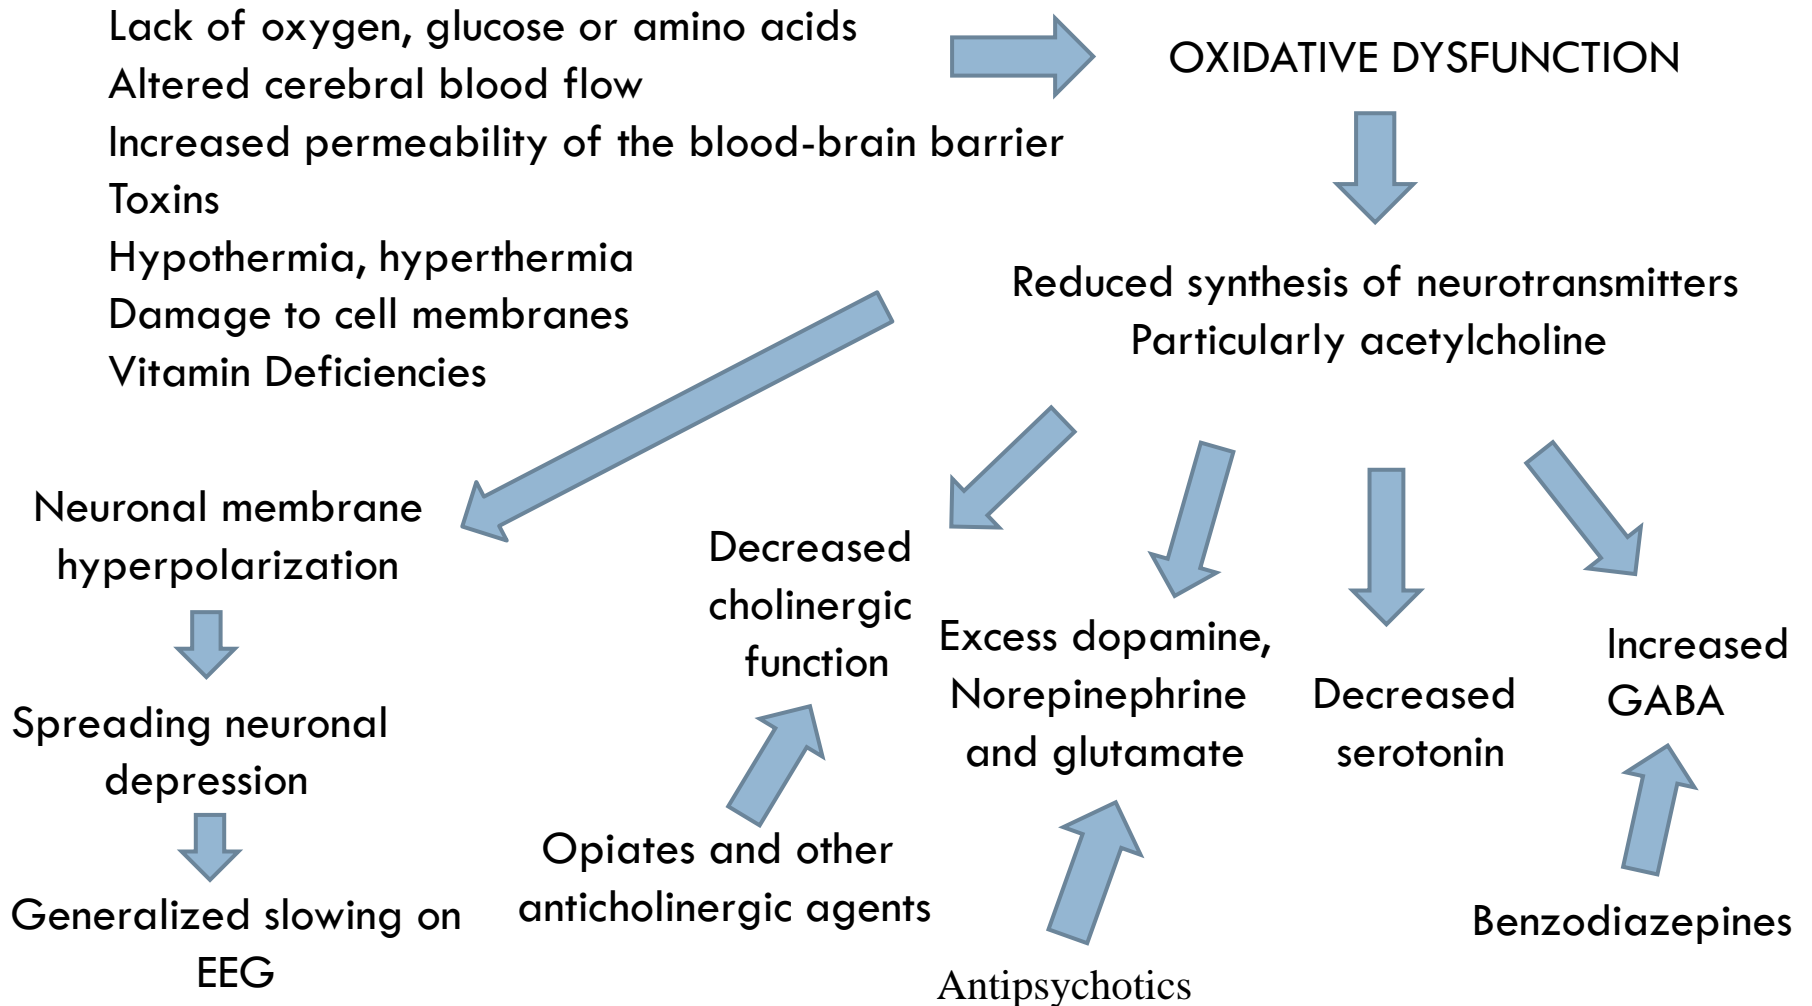 Lack of oxygen, glucose or amino acids
Altered cerebral blood flow
Increased permeability of the blood-brain barrier
Toxins
Hypothermia, hyperthermia
Damage to cell membranes
Vitamin Deficiencies
OXIDATIVE DYSFUNCTION
Reduced synthesis of neurotransmitters
Particularly acetylcholine
Neuronal membrane
hyperpolarization
Spreading neuronal
depression
Generalized slowing on
EEG
Decreased
cholinergic
function
Opiates and other
anticholinergic agents
Excess dopamine,
Norepinephrine
and glutamate
Antipsychotics
Decreased
serotonin
Increased
GABA
Benzodiazepines